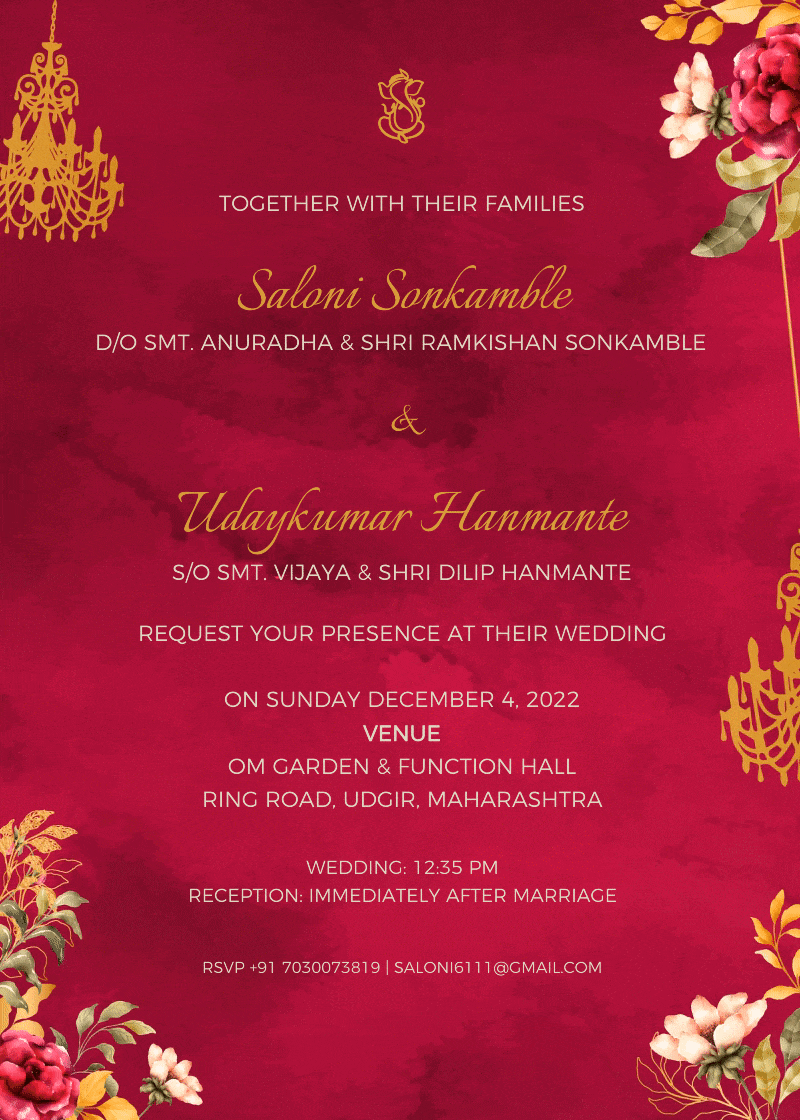 TOGETHER WITH THEIR FAMILIES
Saloni Sonkamble
D/O SMT. ANURADHA & SHRI RAMKISHAN SONKAMBLE
&
Udaykumar Hanmante
S/O SMT. VIJAYA & SHRI DILIP HANMANTE
REQUEST YOUR PRESENCE AT THEIR WEDDING
ON SUNDAY DECEMBER 4, 2022
VENUE
OM GARDEN & FUNCTION HALL
RING ROAD, UDGIR, MAHARASHTRA
WEDDING: 12:35 PM
RECEPTION: IMMEDIATELY AFTER MARRIAGE
RSVP +91 7030073819 | SALONI6111@GMAIL.COM